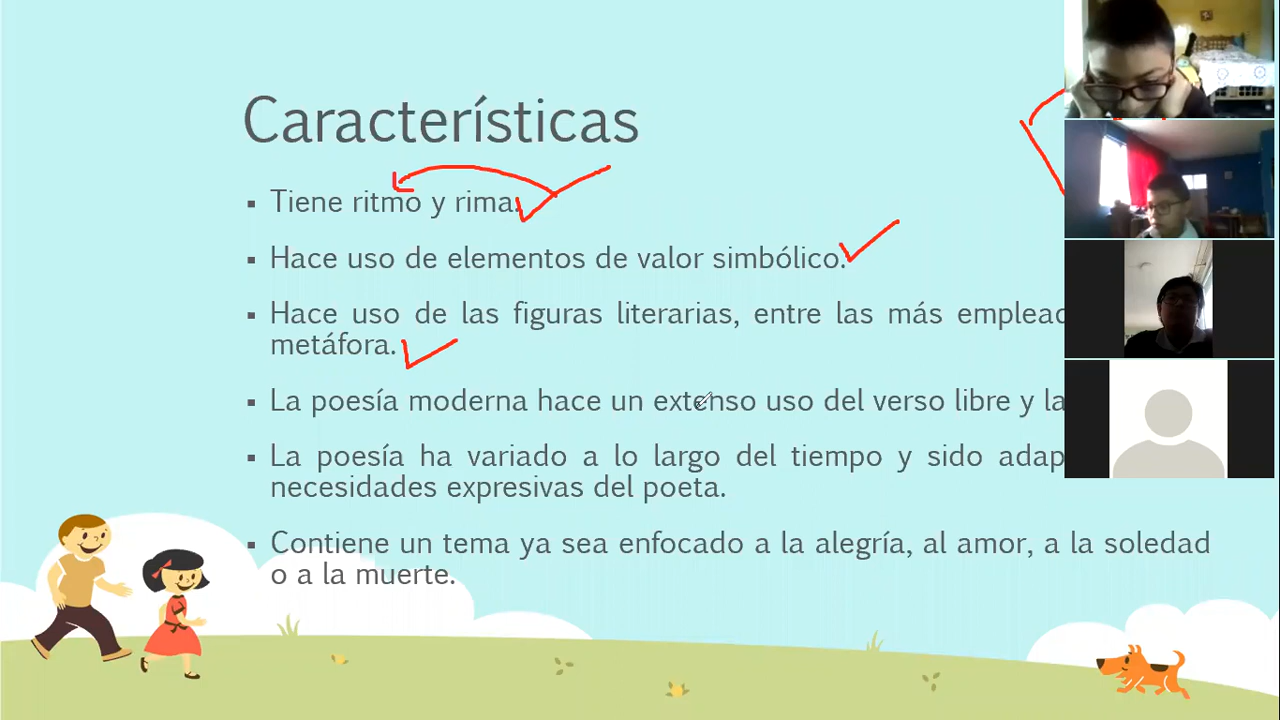 Características
▪ Tiene ritmo y rima.
▪ Hace uso de elementos de valor simbólico.
▪ Hace uso de las figuras literarias, entre las más
metáfora.
▪ La poesía moderna hace un extenso uso del verso libre y la
▪ La poesía ha variado a lo largo del tiempo y sido
necesidades expresivas del poeta.
▪ Contiene un tema ya sea enfocado a la alegría, al amor, a la soledad
o a la muerte.